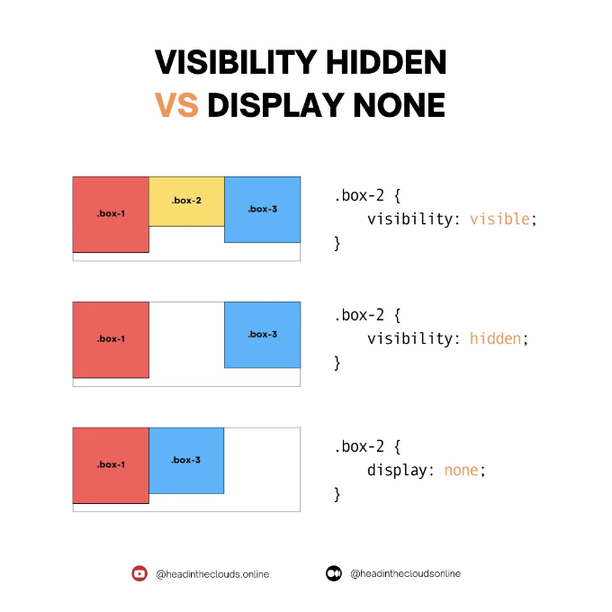 VISIBILITY HIDDEN
VS DISPLAY NONE
.box-1
.box-2
.box-3
.box-2 {
visibility: visible;
}
.box-1
.box-3
.box-2 {
visibility: hidden;
}
.box-1
.box-3
.box-2 {
display: none;
}
@headintheclouds.online
@headinthecloudsonline